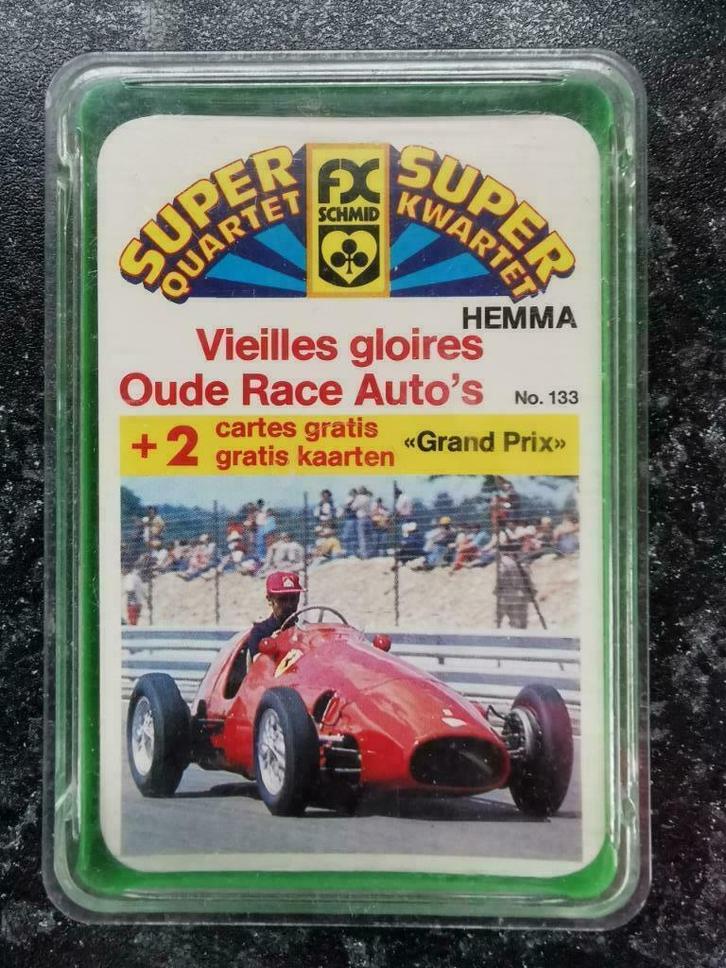 SUPER QUARTET
FX SCHMID
SUPER KWARTET
HEMMA
Vieilles gloires
Oude Race Auto's
No. 133
+ 2 cartes gratis
gratis kaarten
«Grand Prix»